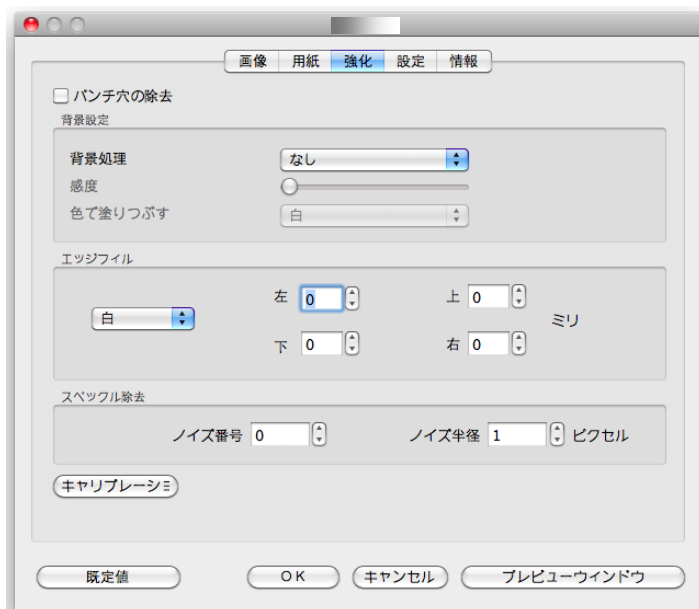 画像 用紙 強化 設定 情報
パンチ穴の除去
背景設定
背景処理 なし
感度
色で塗りつぶす 白
エッジフィル
白 左 0 上 0 ミリ
下 0 右 0
スペックル除去
ノイズ番号 0 ノイズ半径 1 ピクセル
キャリブレーシ
既定値 OK キャンセル プレビューウインドウ